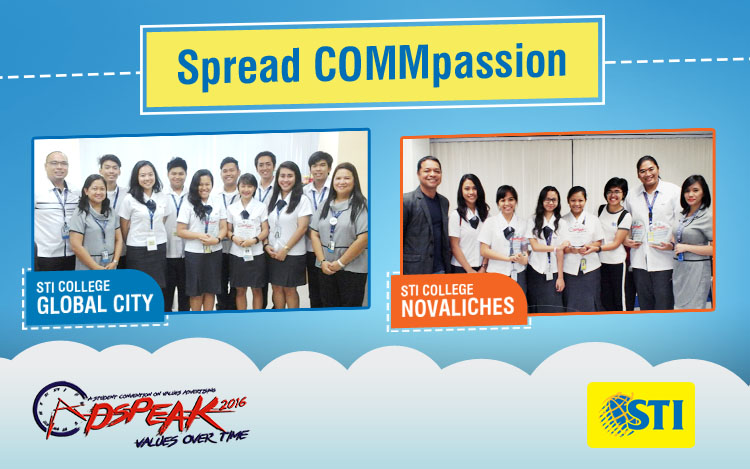 Spread COMMpassion
STI COLLEGE
GLOBAL CITY
STI COLLEGE
NOVALICHES
A STUDENT CONVENTION ON VALUES ADVERTISING
ADSPEAK 2016
VALUES OVER TIME
STI